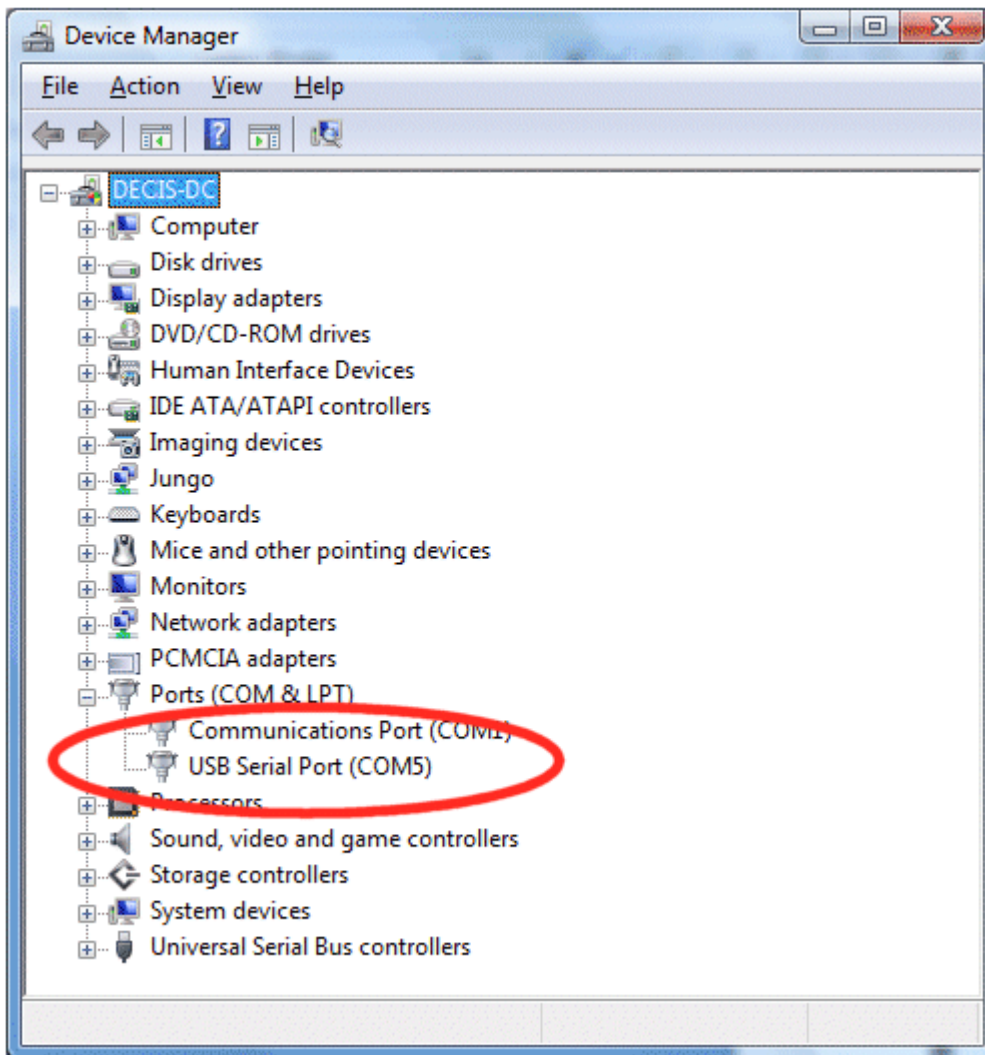 Device Manager
File Action View Help
DECIS-DC
Computer
Disk drives
Display adapters
DVD/CD-ROM drives
Human Interface Devices
IDE ATA/ATAPI controllers
Imaging devices
Jungo
Keyboards
Mice and other pointing devices
Monitors
Network adapters
PCMCIA adapters
Ports (COM & LPT)
Communications Port (COM1)
USB Serial Port (COM5)
Processors
Sound, video and game controllers
Storage controllers
System devices
Universal Serial Bus controllers